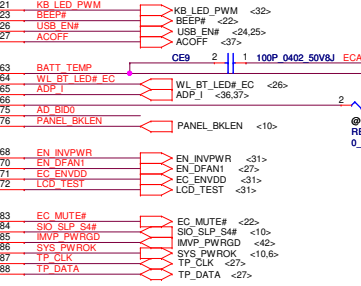 21 KB_LED_PWM KB_LED_PWM <32>
23 BEEP# BEEP# <22>
26 USB_EN# USB_EN# <24,25>
27 ACOFF ACOFF <37>
CE9 2 1 100P_0402_50V8J ECA
63 BATT_TEMP
64 WL_BT_LED#_EC WL_BT_LED#_EC <26>
65 ADP_I ADP_I <36,37>
66 2
75 AD_BID0 @
76 PANEL_BKLEN PANEL_BKLEN <10> RE
0_
68 EN_INVPWR EN_INVPWR <31>
70 EN_DFAN1 EN_DFAN1 <27>
71 EC_ENVDD EC_ENVDD <31>
72 LCD_TEST LCD_TEST <31>
83 EC_MUTE# EC_MUTE# <22>
84 SIO_SLP_S4# SIO_SLP_S4# <10>
85 IMVP_PWRGD IMVP_PWRGD <42>
86 SYS_PWROK SYS_PWROK <10,6>
87 TP_CLK TP_CLK <27>
88 TP_DATA TP_DATA <27>